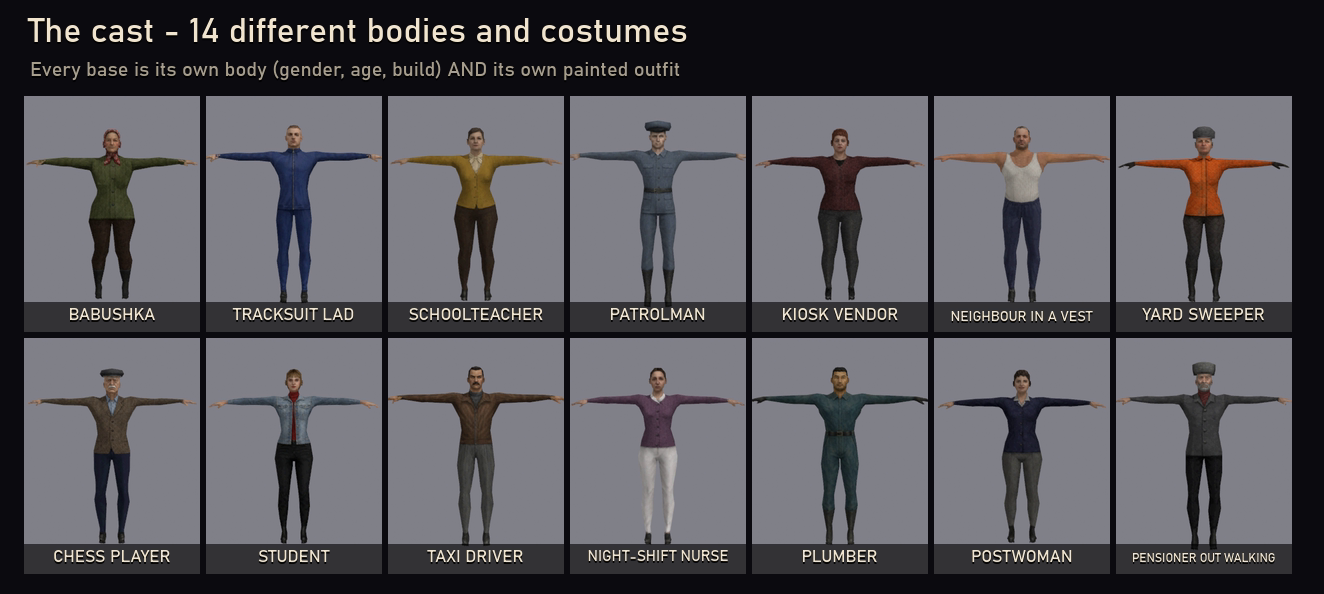 The cast - 14 different bodies and costumes
Every base is its own body (gender, age, build) AND its own painted outfit
BABUSHKA
TRACKSUIT LAD
SCHOOLTEACHER
PATROLMAN
KIOSK VENDOR
NEIGHBOUR IN A VEST
YARD SWEEPER
CHESS PLAYER
STUDENT
TAXI DRIVER
NIGHT-SHIFT NURSE
PLUMBER
POSTWOMAN
PENSIONER OUT WALKING